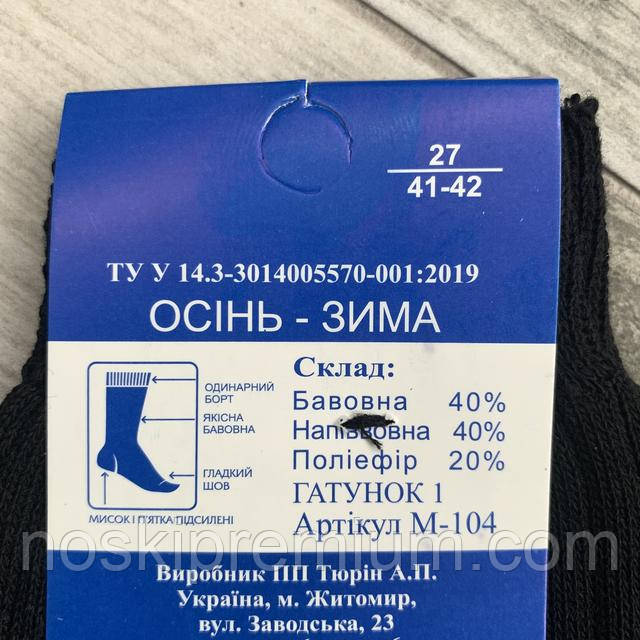 27
41-42
ТУ У 14.3-3014005570-001:2019
ОСІНЬ - ЗИМА
ОДИНАРНИЙ
БОРТ
ЯКІСНА
БАВОВНА
ГЛАДКИЙ
ШОВ
МИСОК І П'ЯТКА ПІДСИЛЕНІ
Склад:
Бавовна 40%
Напіввовна 40%
Поліефір 20%
ҐАТУНОК 1
Артікул М-104
noskipremium.com.ua
Виробник ПП Тюрін А.П.
Україна, м. Житомир,
вул. Заводська, 23